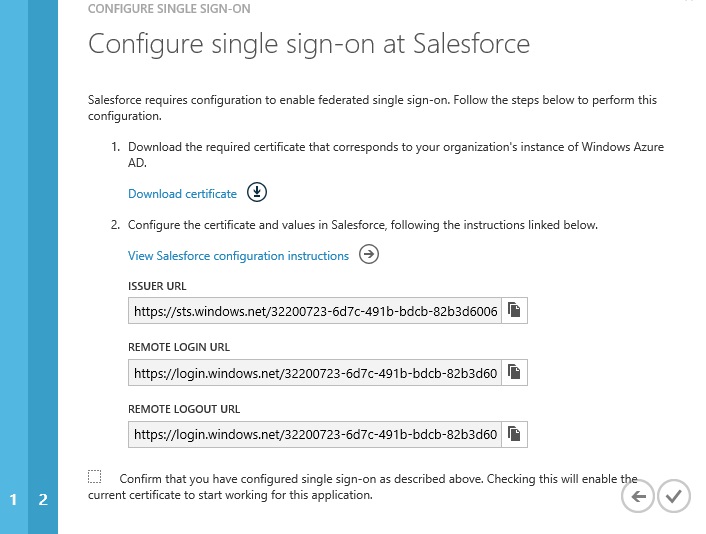 CONFIGURE SINGLE SIGN-ON
Configure single sign-on at Salesforce
Salesforce requires configuration to enable federated single sign-on. Follow the steps below to perform this
configuration.
1. Download the required certificate that corresponds to your organization's instance of Windows Azure
AD.
Download certificate
2. Configure the certificate and values in Salesforce, following the instructions linked below.
View Salesforce configuration instructions
ISSUER URL
https://sts.windows.net/32200723-6d7c-491b-bdcb-82b3d6006
REMOTE LOGIN URL
https://login.windows.net/32200723-6d7c-491b-bdcb-82b3d60
REMOTE LOGOUT URL
https://login.windows.net/32200723-6d7c-491b-bdcb-82b3d60
Confirm that you have configured single sign-on as described above. Checking this will enable the
current certificate to start working for this application.
1 2